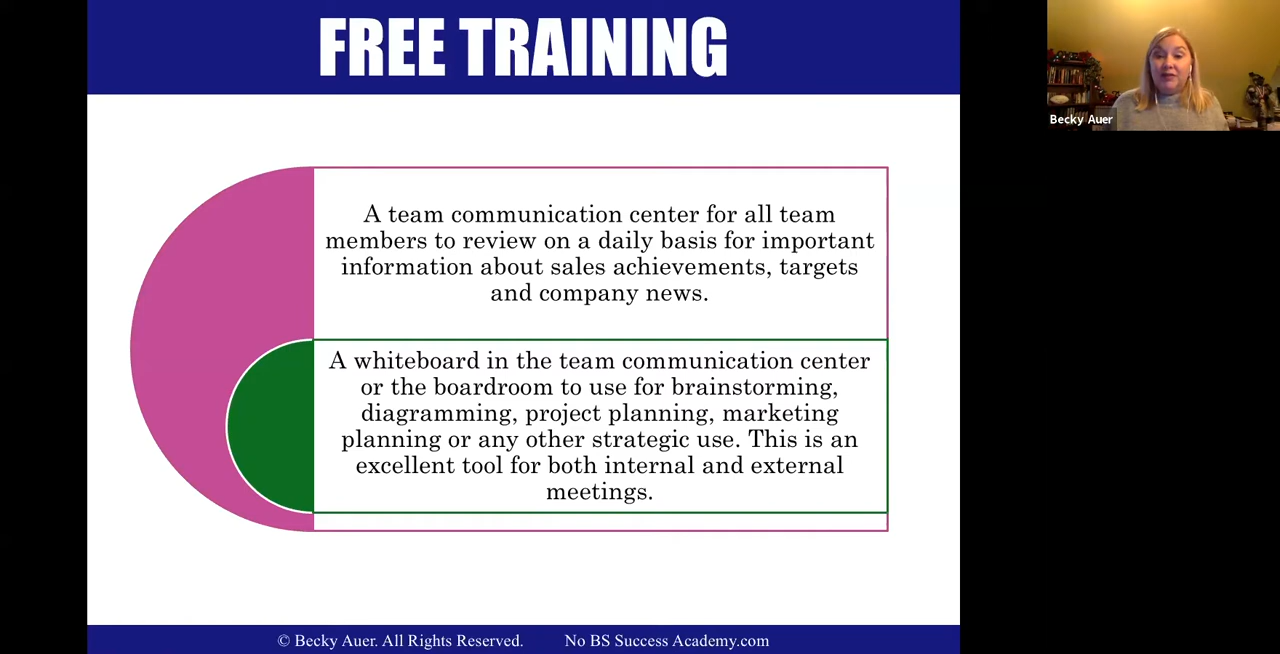 FREE TRAINING
Becky Auer
A team communication center for all team
members to review on a daily basis for important
information about sales achievements, targets
and company news.
A whiteboard in the team communication center
or the boardroom to use for brainstorming,
diagramming, project planning, marketing
planning or any other strategic use. This is an
excellent tool for both internal and external
meetings.
© Becky Auer. All Rights Reserved. No BS Success Academy.com